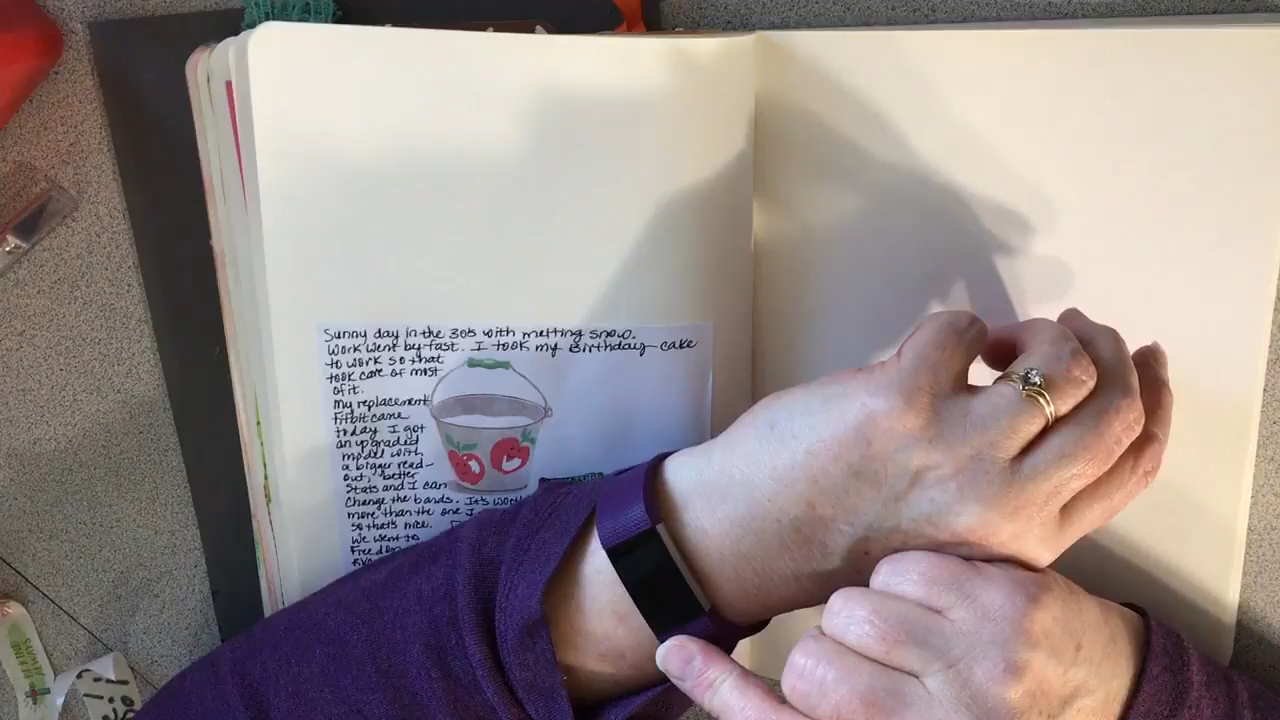 Sunny day in the 30s with melting snow.
Work went by fast. I took my Birthday cake
to work so that
took care of most
of it.
My replacement
Fitbit came
today. I got
an upgraded
model with
a bigger read-
out, better
Stats and I can
change the bands. It's
more than the one I
so that's nice.
We went to